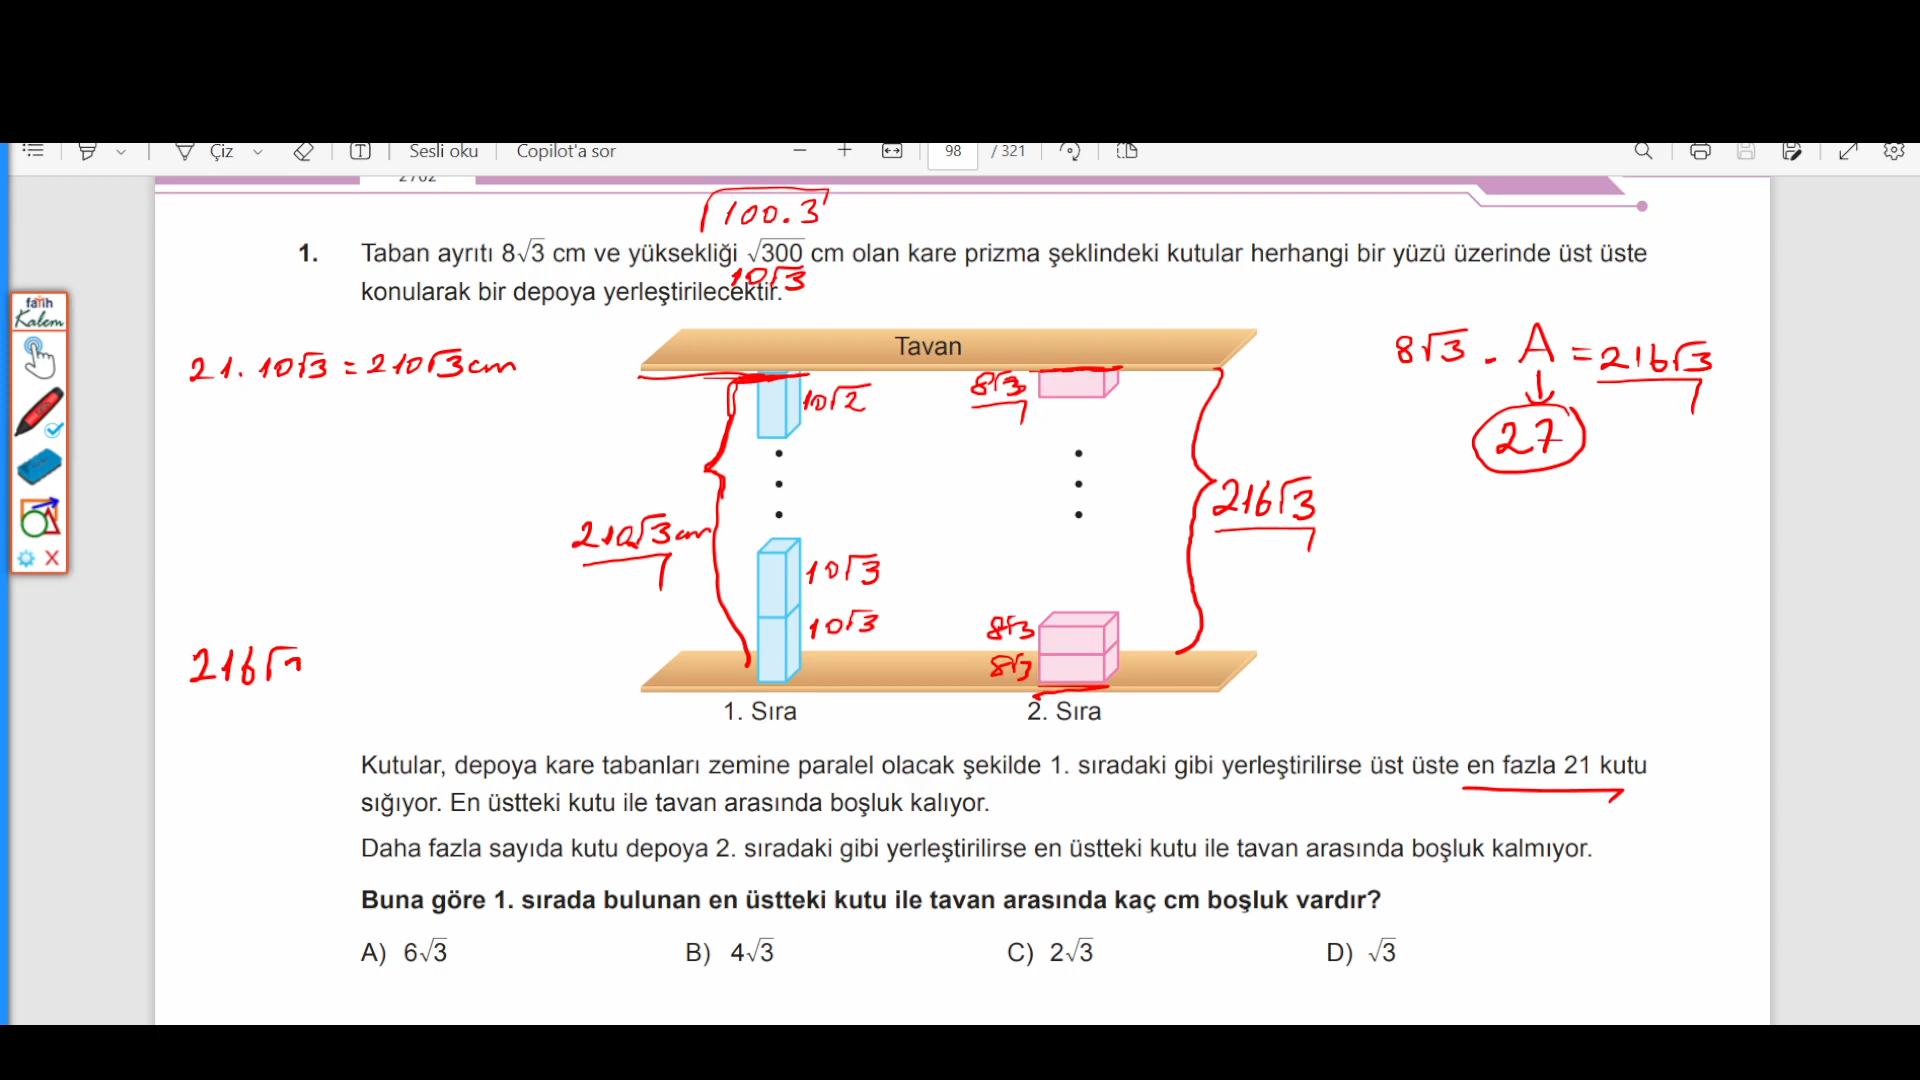 Çiz
Sesli oku
Copilot'a sor
98 / 321
√100.3
1. Taban ayrıtı 8√3 cm ve yüksekliği √300 cm olan kare prizma şeklindeki kutular herhangi bir yüzü üzerinde üst üste
10√3
konularak bir depoya yerleştirilecektir.
fatih
Kalem
Tavan
21. 10√3 = 210√3 cm
8√3 . A = 216√3
27
10√2
8√3
210√3 cm
216√3
10√3
10√3
8√3
8√3
216√
1. Sıra
2. Sıra
Kutular, depoya kare tabanları zemine paralel olacak şekilde 1. sıradaki gibi yerleştirilirse üst üste en fazla 21 kutu
sığıyor. En üstteki kutu ile tavan arasında boşluk kalıyor.
Daha fazla sayıda kutu depoya 2. sıradaki gibi yerleştirilirse en üstteki kutu ile tavan arasında boşluk kalmıyor.
Buna göre 1. sırada bulunan en üstteki kutu ile tavan arasında kaç cm boşluk vardır?
A) 6√3 B) 4√3 C) 2√3 D) √3